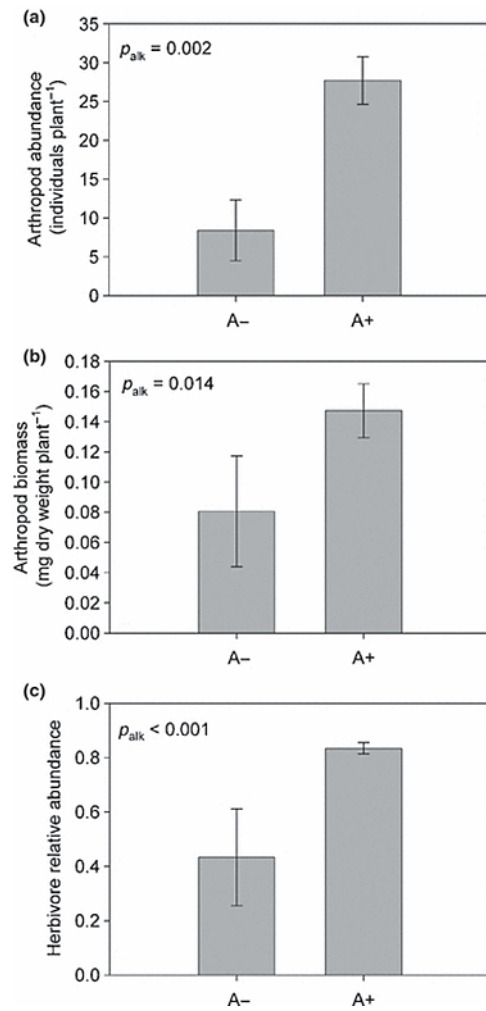 (a)
Arthropod abundance
(individuals plant⁻¹)
35
30
25
20
15
10
5
0
p_alk = 0.002
A−
A+
(b)
Arthropod biomass
(mg dry weight plant⁻¹)
0.18
0.16
0.14
0.12
0.10
0.08
0.06
0.04
0.02
0.00
p_alk = 0.014
A−
A+
(c)
Herbivore relative abundance
1.0
0.8
0.6
0.4
0.2
0.0
p_alk < 0.001
A−
A+